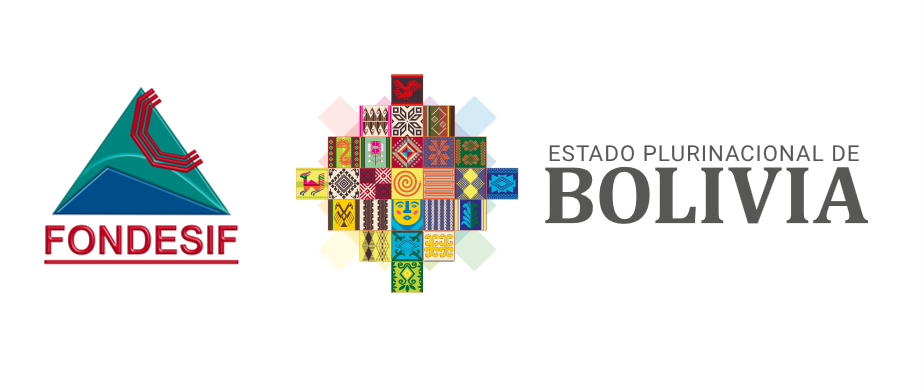 FONDESIF
ESTADO PLURINACIONAL DE
BOLIVIA